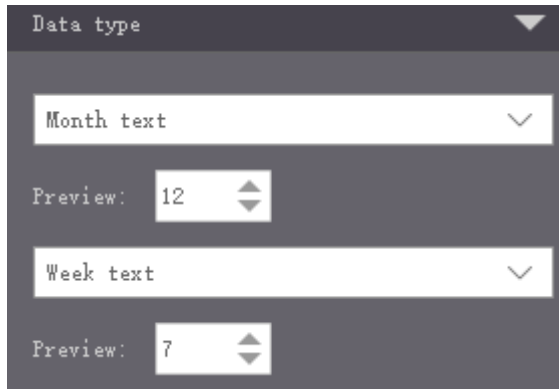 Data type
Month text
Preview: 12
Week text
Preview: 7